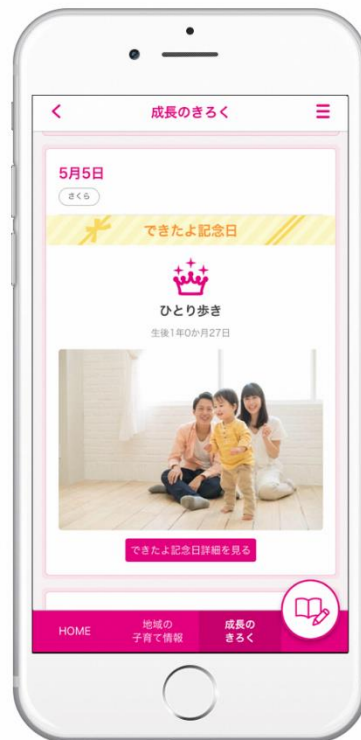 成長のきろく
5月5日
さくら
できたよ記念日
ひとり歩き
生後1年0か月27日
できたよ記念日詳細を見る
HOME
地域の
子育て情報
成長の
きろく